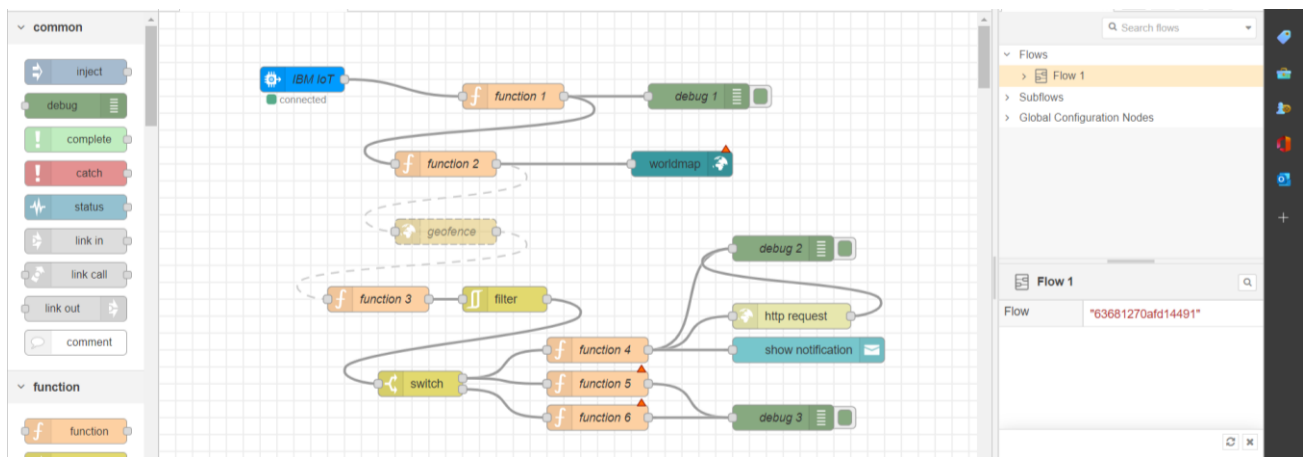 common
inject
debug
complete
catch
status
link in
link call
link out
comment
function
function
IBM IoT
connected
function 1
debug 1
function 2
worldmap
geofence
debug 2
function 3
filter
http request
function 4
show notification
switch
function 5
function 6
debug 3
Search flows
Flows
Flow 1
Subflows
Global Configuration Nodes
Flow 1
Flow
"63681270afd14491"